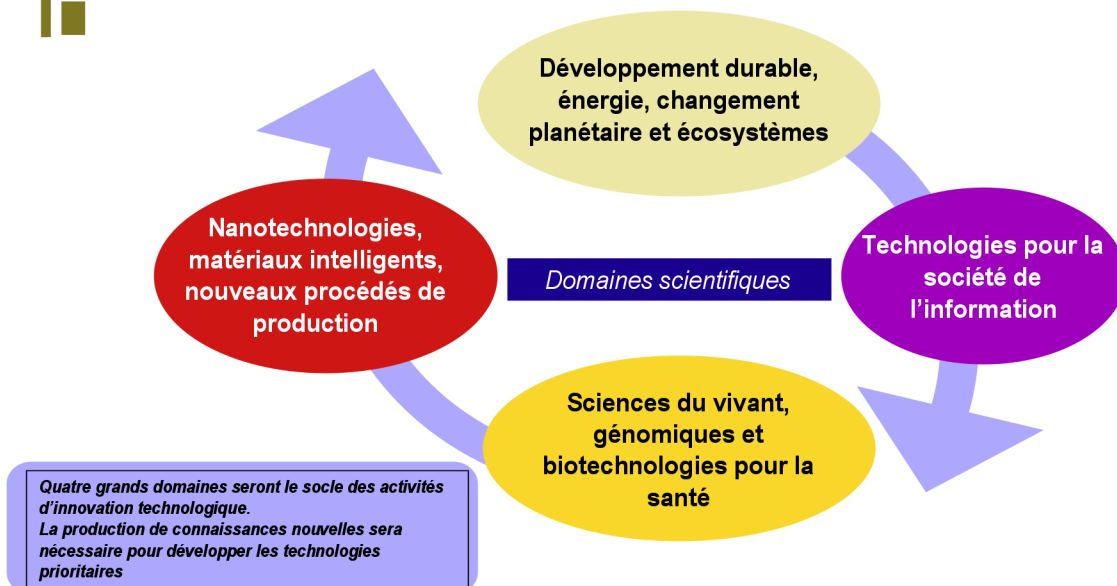 Développement durable,
énergie, changement
planétaire et écosystèmes
Nanotechnologies,
matériaux intelligents,
nouveaux procédés de
production
Domaines scientifiques
Technologies pour la
société de
l’information
Sciences du vivant,
génomiques et
biotechnologies pour la
santé
Quatre grands domaines seront le socle des activités
d’innovation technologique.
La production de connaissances nouvelles sera
nécessaire pour développer les technologies
prioritaires